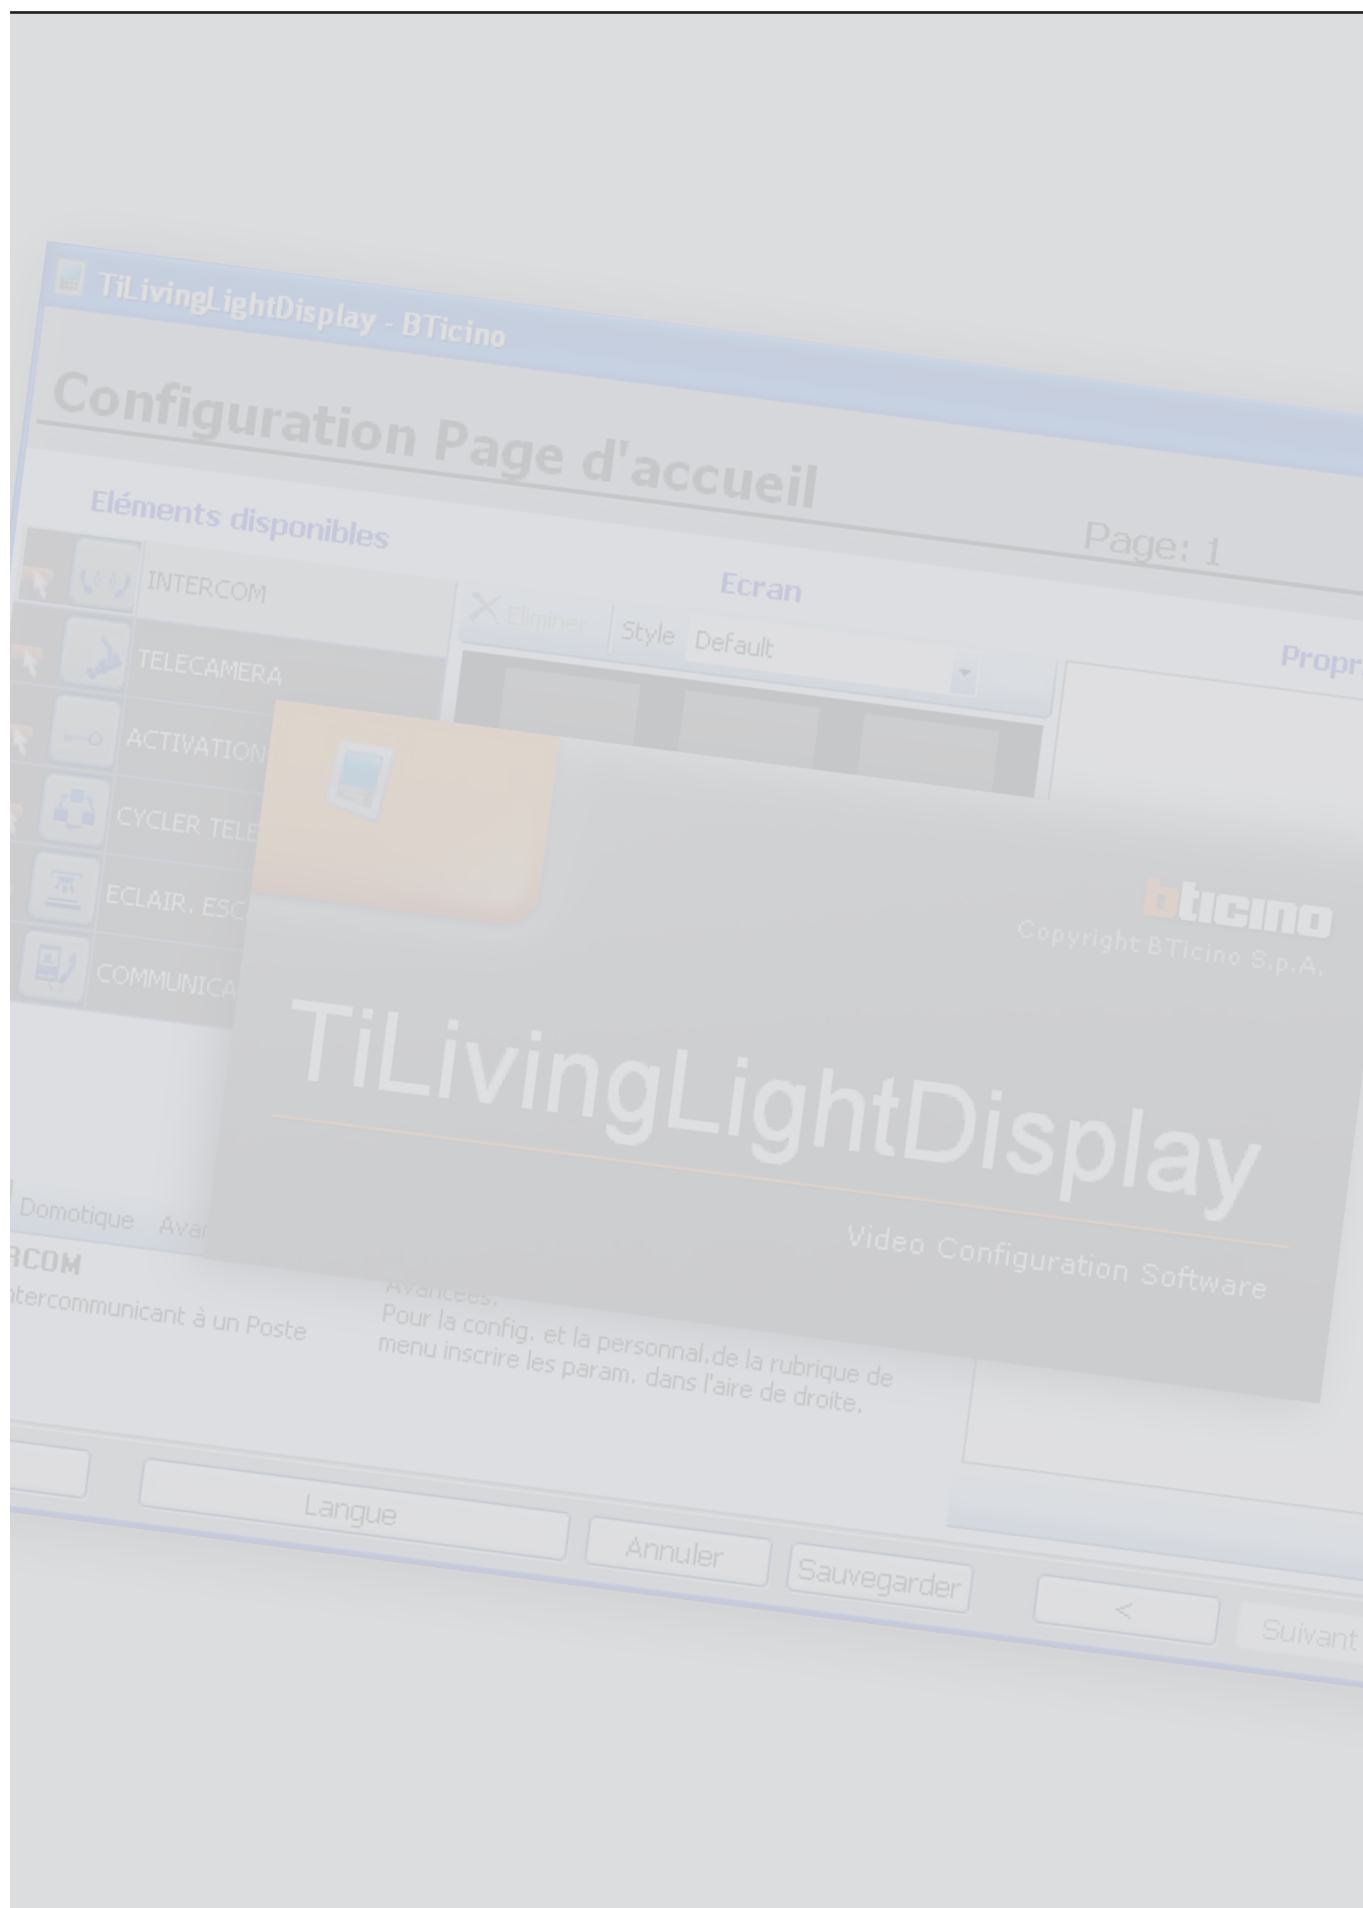 TiLivingLightDisplay - BTicino
Configuration Page d'accueil
Page: 1
Eléments disponibles
Ecran
INTERCOM
Eliminer
Style
Default
TELECAMERA
ACTIVATION
CYCLER TELE
ECLAIR. ESC
COMMUNICA
bticino
Copyright BTicino S.p.A.
TiLivingLightDisplay
Video Configuration Software
Domotique
RCOM
ntercommunicant à un Poste
Avancées.
Pour la config. et la personnal.de la rubrique de
menu inscrire les param. dans l'aire de droite.
Langue
Annuler
Sauvegarder
<
Suivant